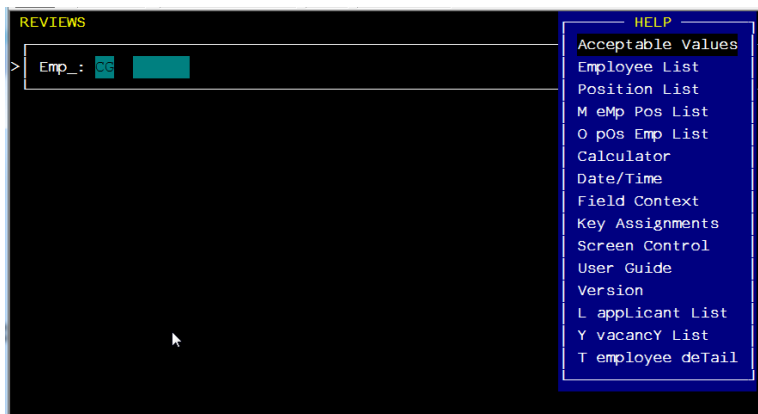 REVIEWS
HELP
> Emp_: CG
Acceptable Values
Employee List
Position List
M eMp Pos List
O pOs Emp List
Calculator
Date/Time
Field Context
Key Assignments
Screen Control
User Guide
Version
L appLicant List
Y vacancY List
T employee deTail